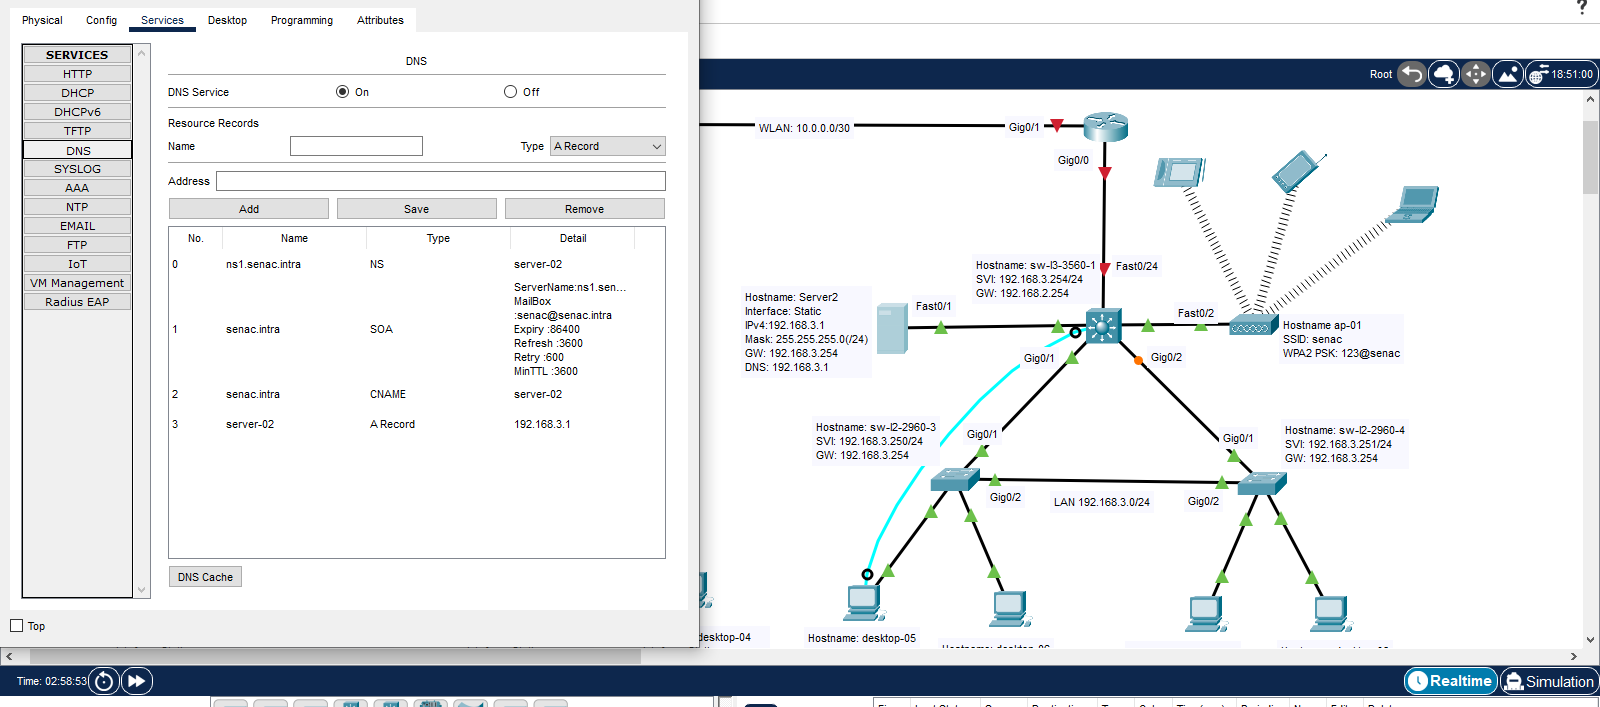 Physical Config Services Desktop Programming Attributes
SERVICES
HTTP
DHCP
DHCPv6
TFTP
DNS
SYSLOG
AAA
NTP
EMAIL
FTP
IoT
VM Management
Radius EAP
DNS
DNS Service On Off
Resource Records
Name Type A Record
Address
Add Save Remove
No. Name Type Detail
0 ns1.senac.intra NS server-02
1 senac.intra SOA ServerName:ns1.sen...
MailBox
:senac@senac.intra
Expiry :86400
Refresh :3600
Retry :600
MinTTL :3600
2 senac.intra CNAME server-02
3 server-02 A Record 192.168.3.1
DNS Cache
Top
?
Root 18:51:00
WLAN: 10.0.0.0/30
Gig0/1
Gig0/0
Hostname: sw-l3-3560-1
SVI: 192.168.3.254/24
GW: 192.168.2.254
Fast0/24
Hostname: Server2
Interface: Static
IPv4:192.168.3.1
Mask: 255.255.255.0(/24)
GW: 192.168.3.254
DNS: 192.168.3.1
Fast0/1
Fast0/2
Hostname ap-01
SSID: senac
WPA2 PSK: 123@senac
Gig0/1
Gig0/2
Hostname: sw-l2-2960-3
SVI: 192.168.3.250/24
GW: 192.168.3.254
Gig0/1
Gig0/1
Hostname: sw-l2-2960-4
SVI: 192.168.3.251/24
GW: 192.168.3.254
Gig0/2
LAN 192.168.3.0/24
Gig0/2
desktop-04
Hostname: desktop-05
Time: 02:58:53
Realtime Simulation